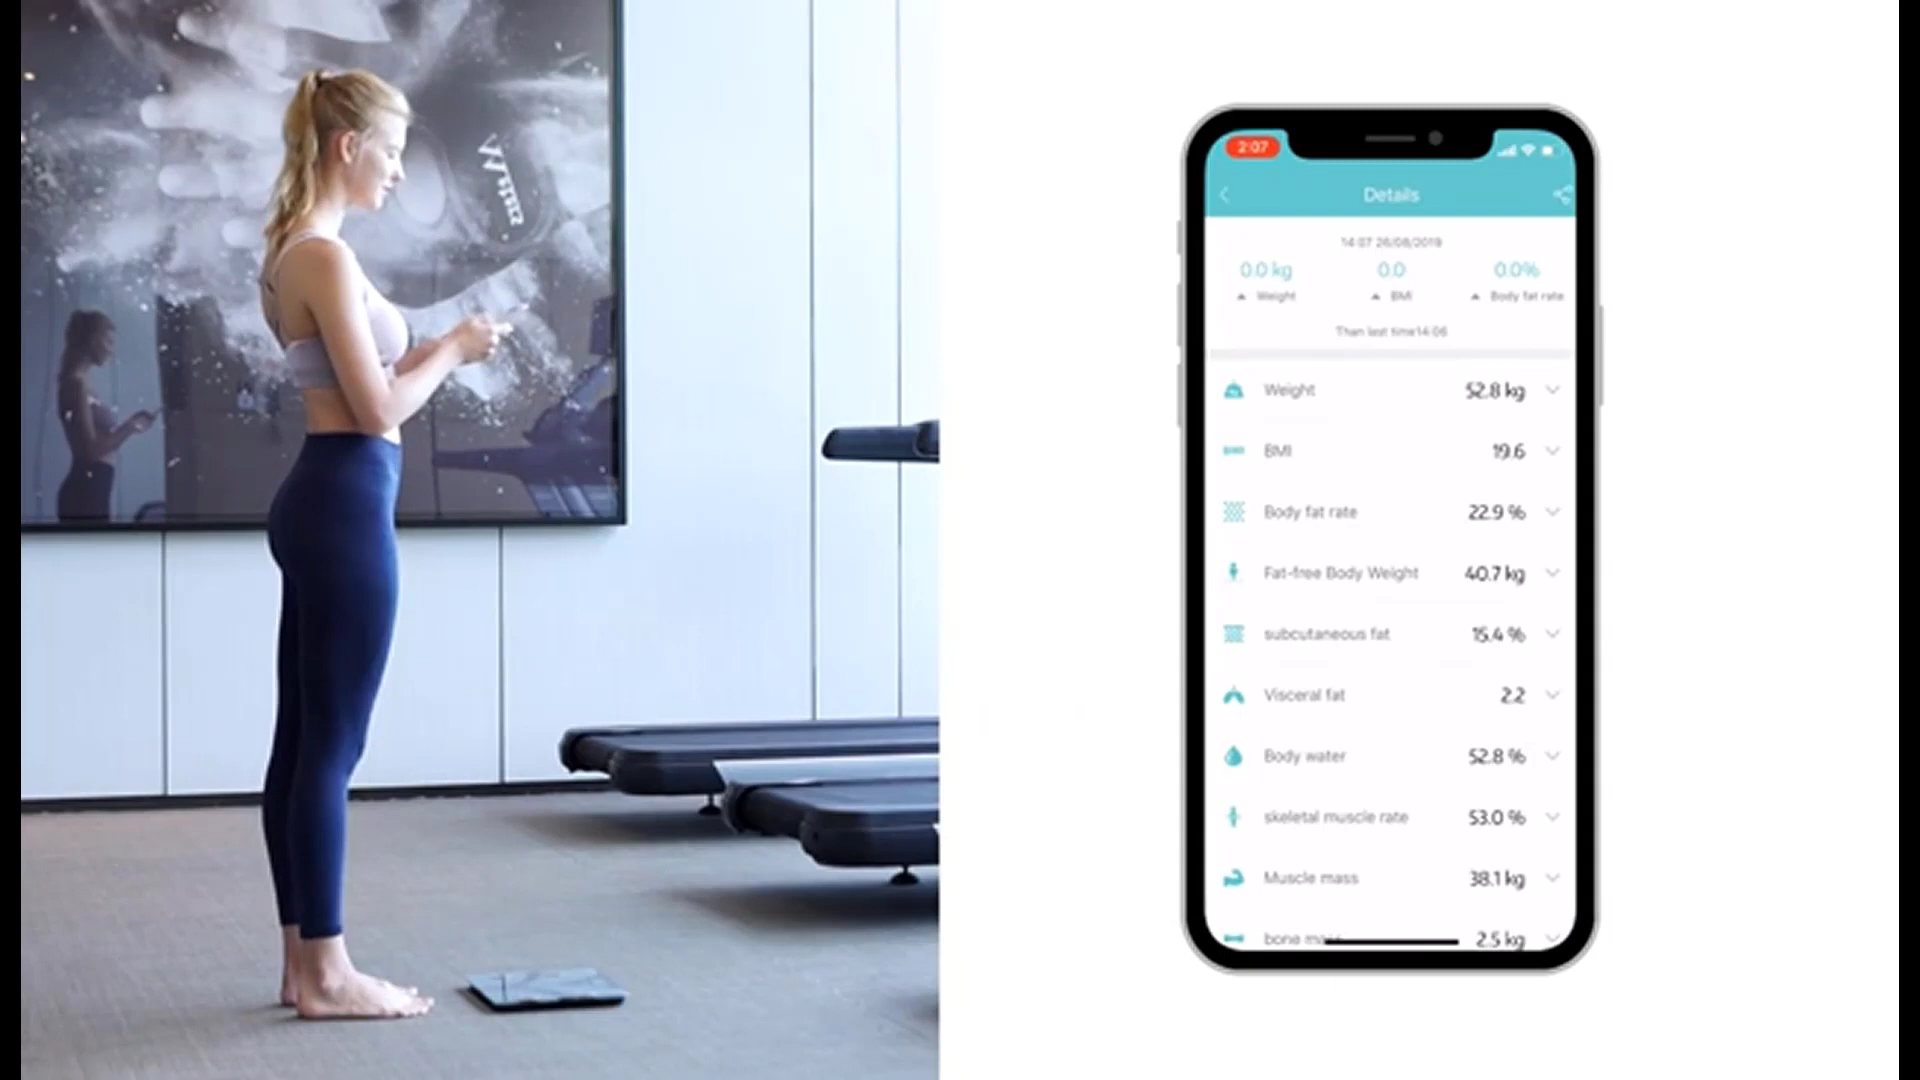 2:07
Details
14:07 26/08/2019
0.0 kg 0.0 0.0%
Weight BMI Body fat rate
Than last time14:06
Weight 52.8 kg
BMI 19.6
Body fat rate 22.9 %
Fat-free Body Weight 40.7 kg
subcutaneous fat 15.4 %
Visceral fat 2.2
Body water 52.8 %
skeletal muscle rate 53.0 %
Muscle mass 38.1 kg
bone 2.5 kg